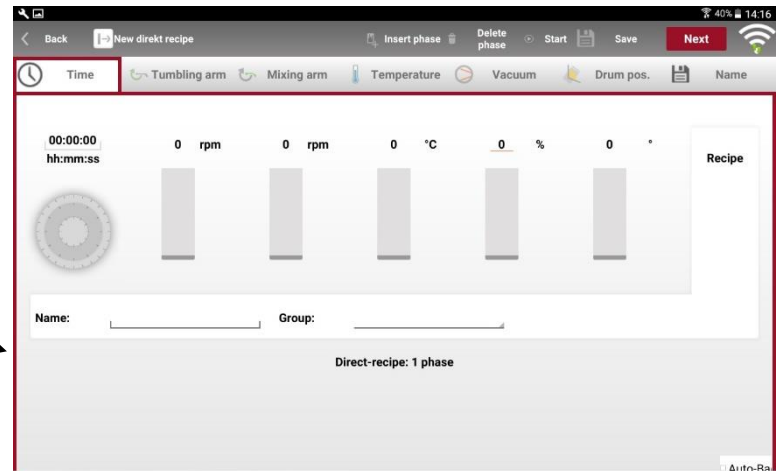 40% 14:16
Back New direkt recipe Insert phase Delete phase Start Save Next
Time Tumbling arm Mixing arm Temperature Vacuum Drum pos. Name
00:00:00 0 rpm 0 rpm 0 °C 0 % 0 °
hh:mm:ss
Recipe
Name: Group:
Direct-recipe: 1 phase
Auto-Ba